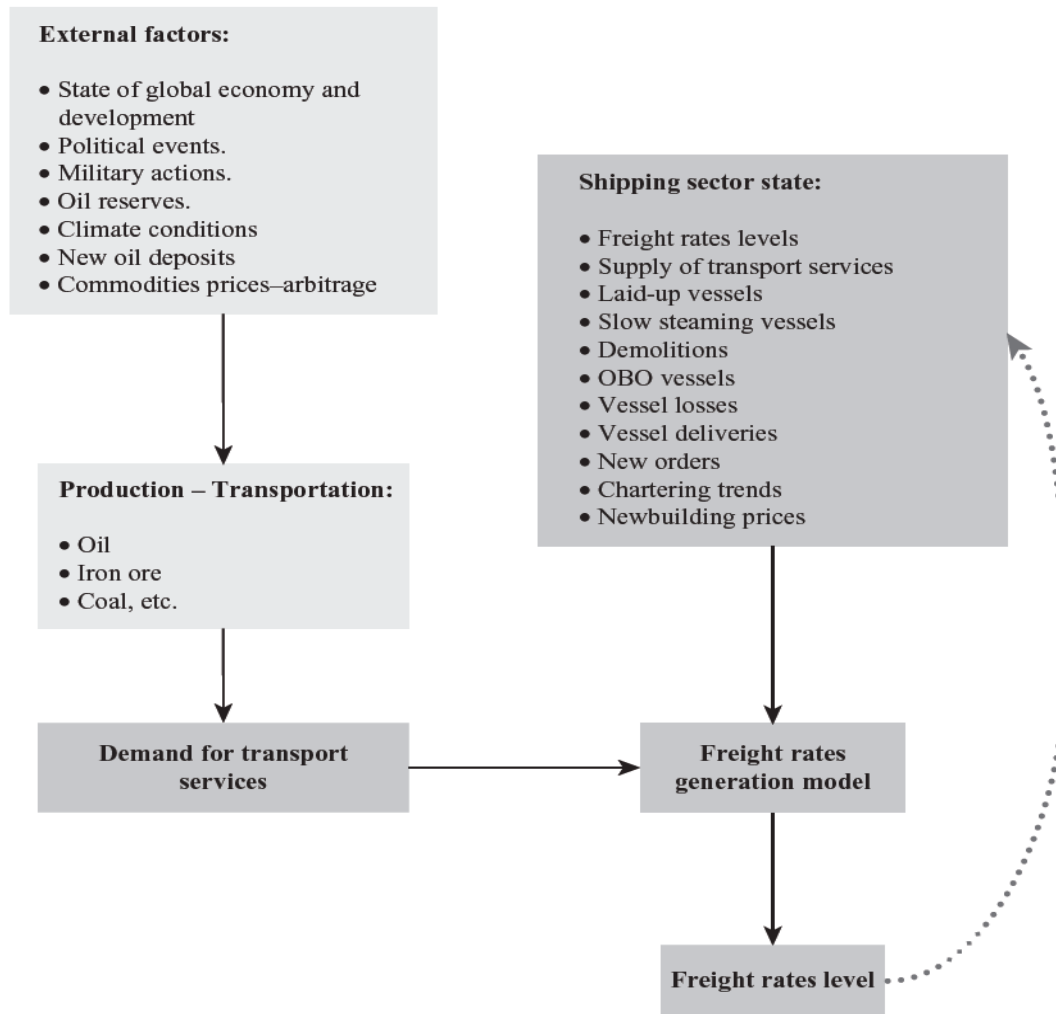 External factors:
• State of global economy and
development
• Political events.
• Military actions.
• Oil reserves.
• Climate conditions
• New oil deposits
• Commodities prices–arbitrage
Shipping sector state:
• Freight rates levels
• Supply of transport services
• Laid-up vessels
• Slow steaming vessels
• Demolitions
• OBO vessels
• Vessel losses
• Vessel deliveries
• New orders
• Chartering trends
• Newbuilding prices
Production – Transportation:
• Oil
• Iron ore
• Coal, etc.
Demand for transport
services
Freight rates
generation model
Freight rates level